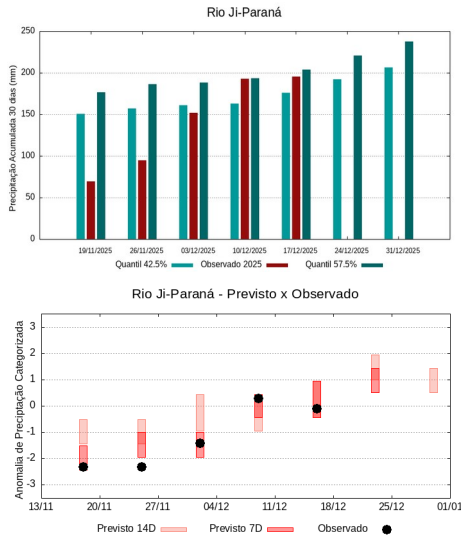 Rio Ji-Paraná
Precipitação Acumulada 30 dias (mm)
250
200
150
100
50
0
19/11/2025 26/11/2025 03/12/2025 10/12/2025 17/12/2025 24/12/2025 31/12/2025
Quantil 42.5% Observado 2025 Quantil 57.5%
Rio Ji-Paraná - Previsto x Observado
Anomalia de Precipitação Categorizada
3
2
1
0
-1
-2
-3
13/11 20/11 27/11 04/12 11/12 18/12 25/12 01/01
Previsto 14D Previsto 7D Observado